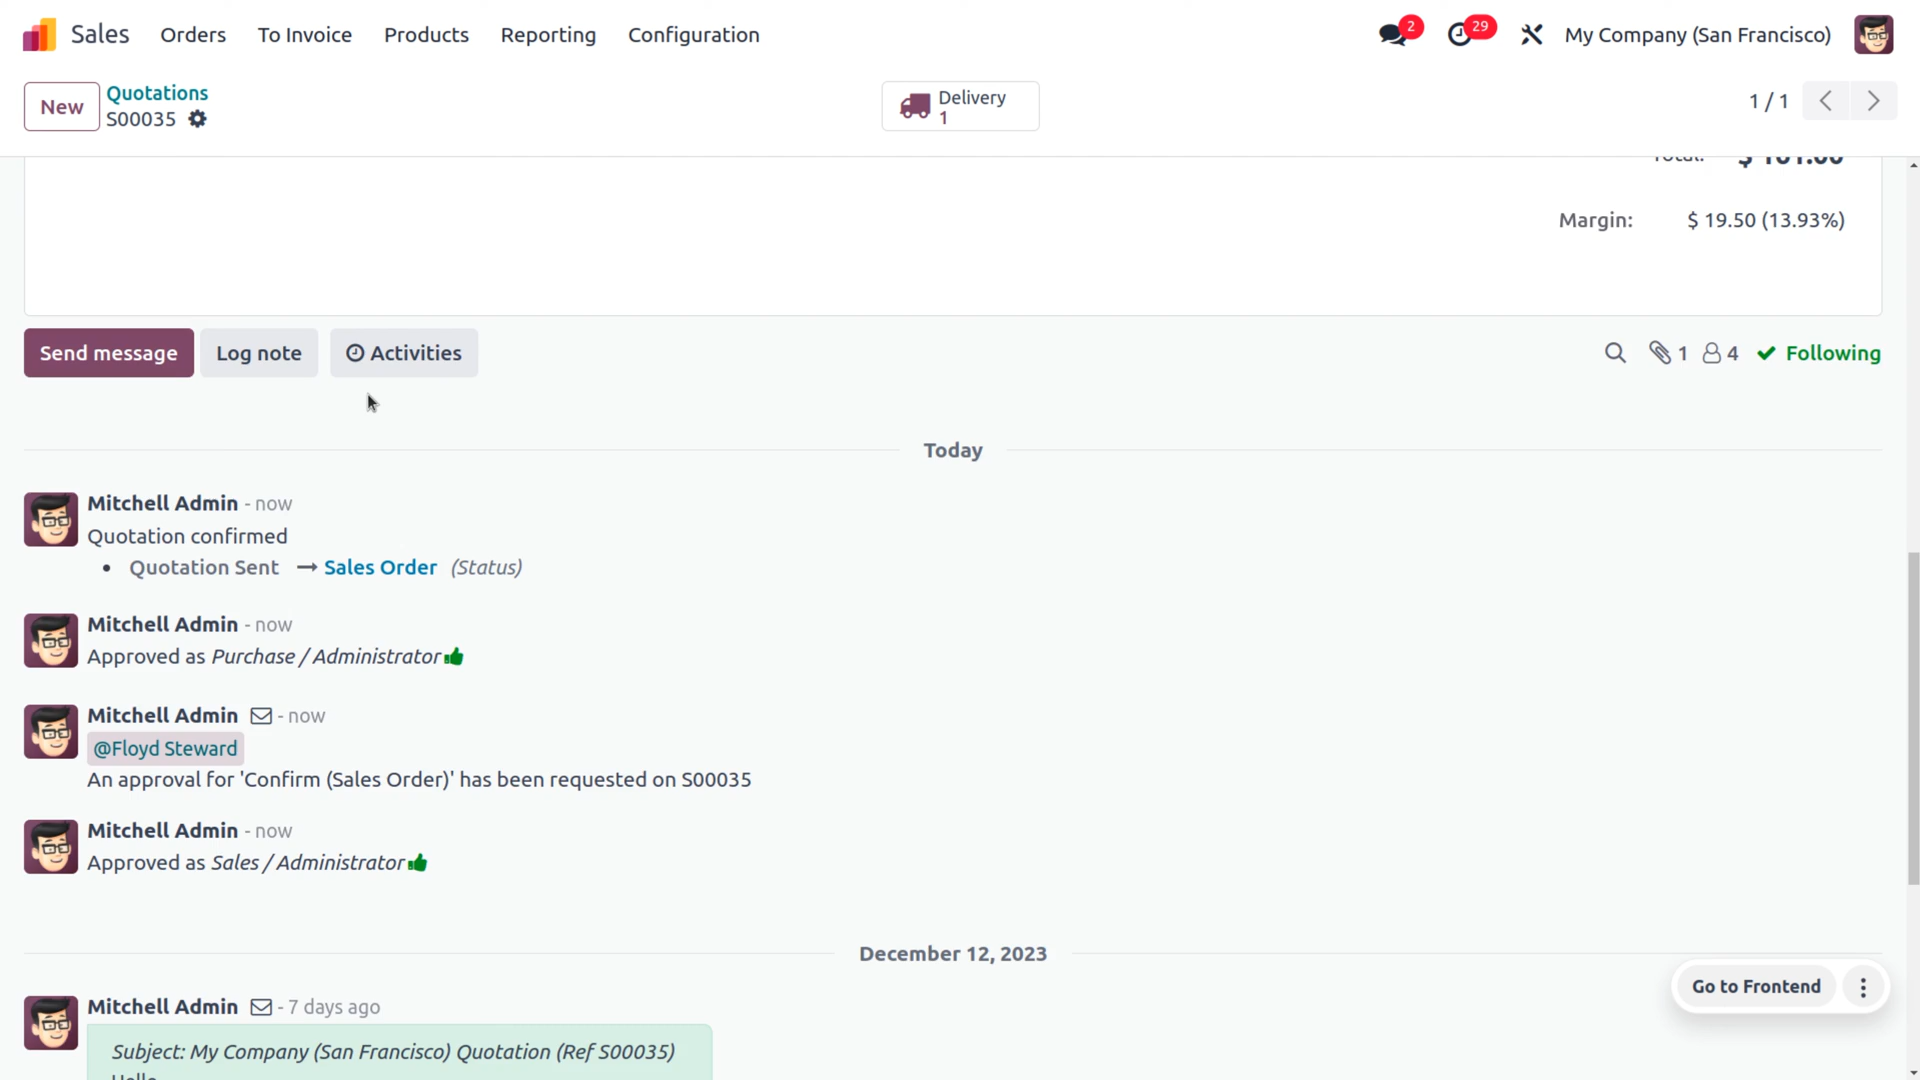 Sales Orders To Invoice Products Reporting Configuration 2 29 My Company (San Francisco)
New Quotations Delivery 1 / 1
S00035 1
Margin: $ 19.50 (13.93%)
Send message Log note Activities 1 4 Following
Today
Mitchell Admin - now
Quotation confirmed
• Quotation Sent → Sales Order (Status)
Mitchell Admin - now
Approved as Purchase / Administrator
Mitchell Admin - now
@Floyd Steward
An approval for 'Confirm (Sales Order)' has been requested on S00035
Mitchell Admin - now
Approved as Sales / Administrator
December 12, 2023
Go to Frontend
Mitchell Admin - 7 days ago
Subject: My Company (San Francisco) Quotation (Ref S00035)